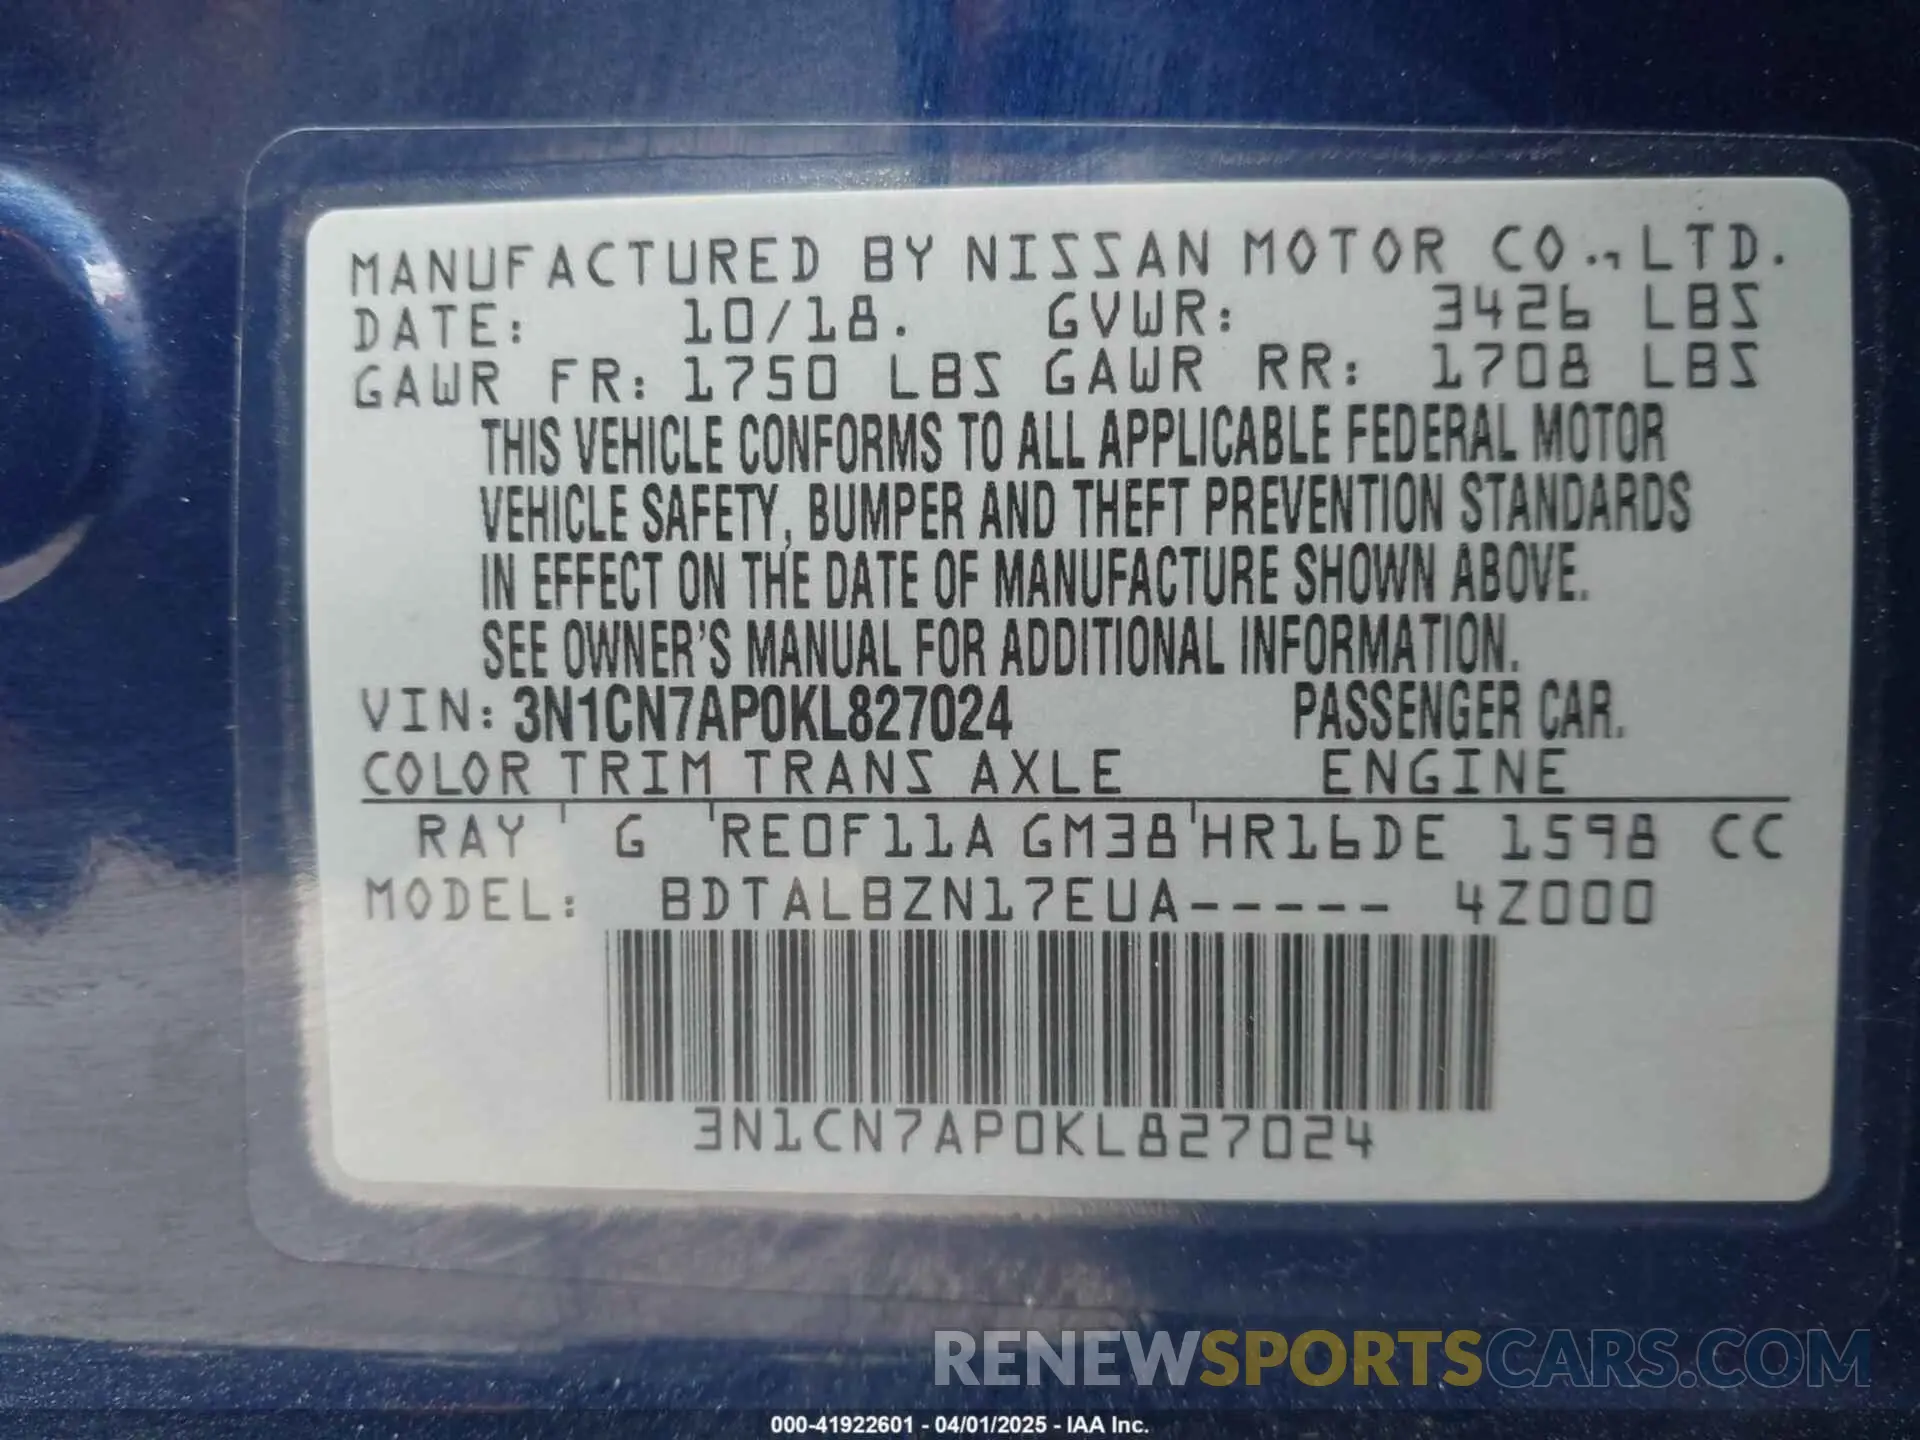 MANUFACTURED BY NISSAN MOTOR CO., LTD.
DATE: 10/18. GVWR: 3426 LBS
GAWR FR: 1750 LBS GAWR RR: 1708 LBS
THIS VEHICLE CONFORMS TO ALL APPLICABLE FEDERAL MOTOR
VEHICLE SAFETY, BUMPER AND THEFT PREVENTION STANDARDS
IN EFFECT ON THE DATE OF MANUFACTURE SHOWN ABOVE.
SEE OWNER'S MANUAL FOR ADDITIONAL INFORMATION.
VIN: 3N1CN7AP0KL827024 PASSENGER CAR.
COLOR TRIM TRANS AXLE ENGINE
RAY G RE0F11A GM38 HR16DE 1598 CC
MODEL: BDTALBZN17EUA----- 4Z000
3N1CN7AP0KL827024
RENEWSPORTSCARS.COM
000-41922601 - 04/01/2025 - IAA Inc.